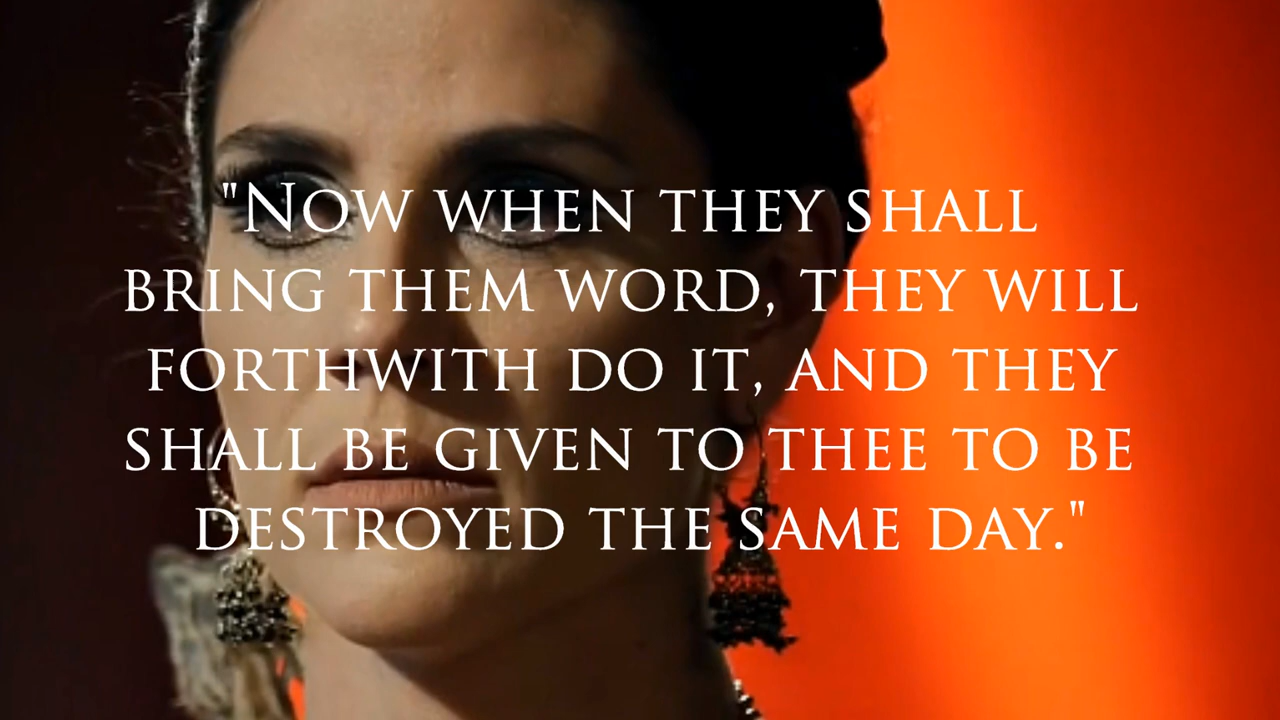 "Now when they shall
bring them word, they will
forthwith do it, and they
shall be given to thee to be
destroyed the same day."